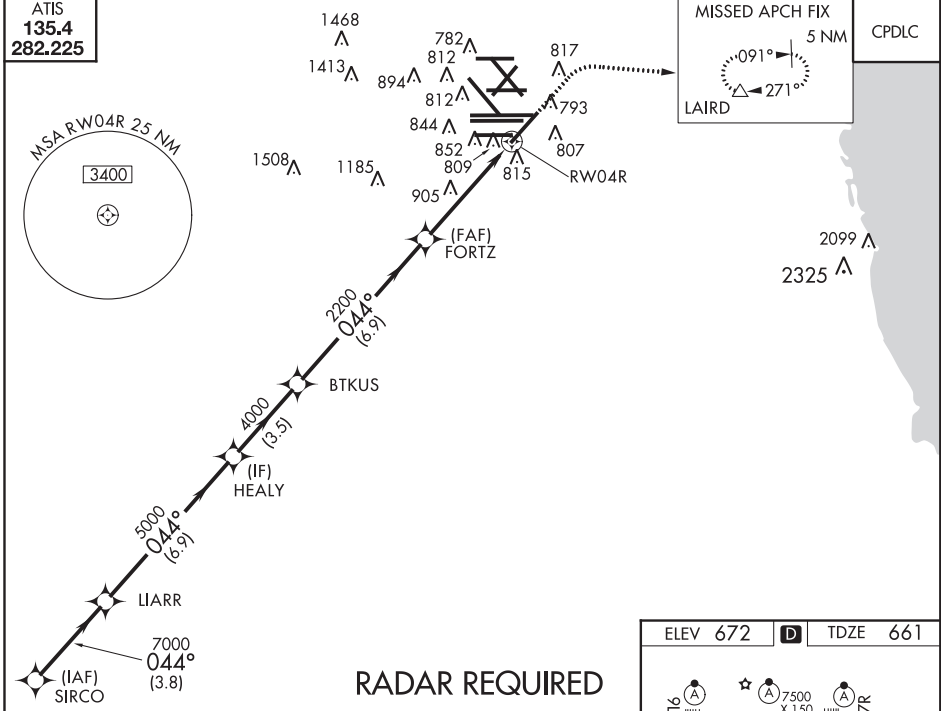 ATIS
135.4
282.225
MISSED APCH FIX
5 NM
091°
271°
LAIRD
CPDLC
1468
782
812
1413
894
817
812
793
844
852
809
807
815
RW04R
1508
1185
905
MSA RW04R 25 NM
3400
(FAF)
FORTZ
2099
2325
2200
044°
(6.9)
BTKUS
4000
(3.5)
(IF)
HEALY
5000
044°
(6.9)
LIARR
7000
044°
(3.8)
(IAF)
SIRCO
RADAR REQUIRED
ELEV 672
D
TDZE 661
A
A
7500
X 150
A